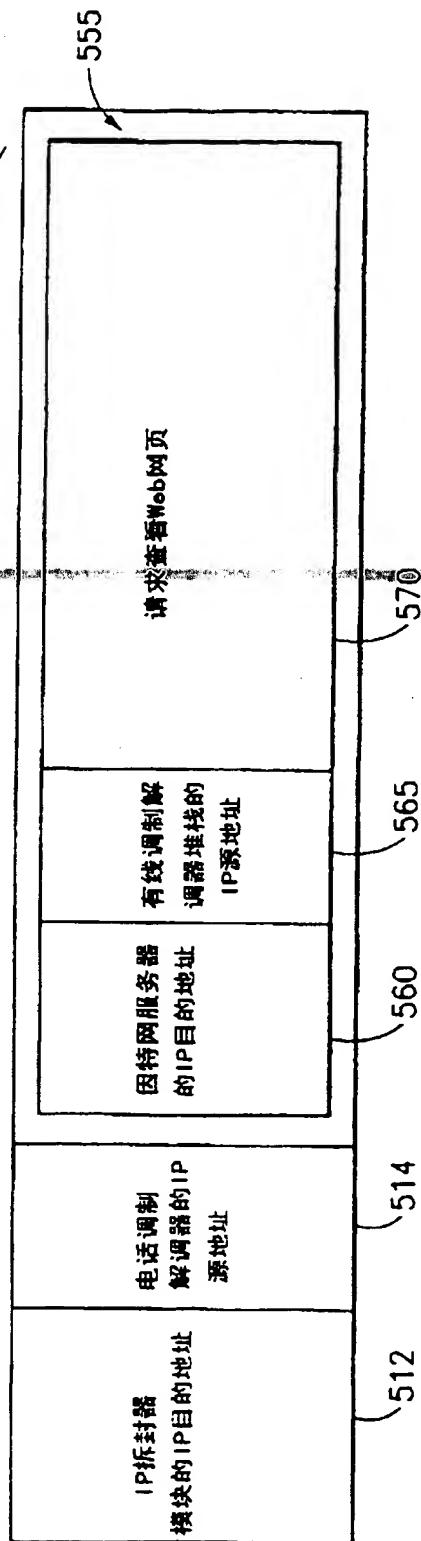 IP拆封器
模块的IP目的地址
512
电话调制
解调器的IP
源地址
514
因特网服务器
的IP目的地址
560
有线调制解
调器堆栈的
IP源地址
565
请求查看Web网页
570
555